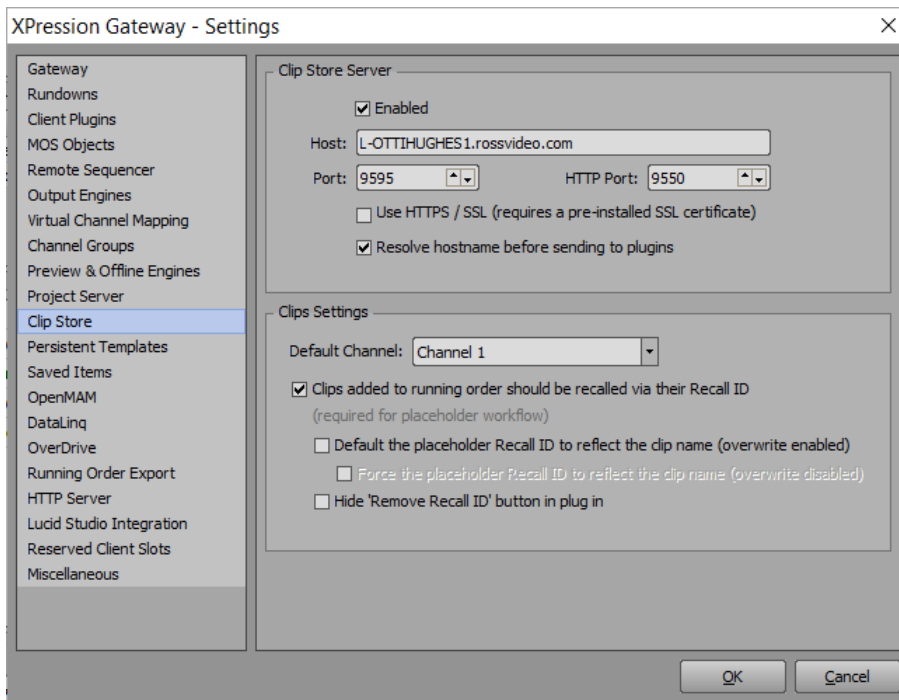 XPression Gateway - Settings
Gateway
Rundowns
Client Plugins
MOS Objects
Remote Sequencer
Output Engines
Virtual Channel Mapping
Channel Groups
Preview & Offline Engines
Project Server
Clip Store
Persistent Templates
Saved Items
OpenMAM
DataLinq
OverDrive
Running Order Export
HTTP Server
Lucid Studio Integration
Reserved Client Slots
Miscellaneous
Clip Store Server
Enabled
Host: L-OTTIHUGHES1.rossvideo.com
Port: 9595 HTTP Port: 9550
Use HTTPS / SSL (requires a pre-installed SSL certificate)
Resolve hostname before sending to plugins
Clips Settings
Default Channel: Channel 1
Clips added to running order should be recalled via their Recall ID
(required for placeholder workflow)
Default the placeholder Recall ID to reflect the clip name (overwrite enabled)
Force the placeholder Recall ID to reflect the clip name (overwrite disabled)
Hide 'Remove Recall ID' button in plug in
OK Cancel